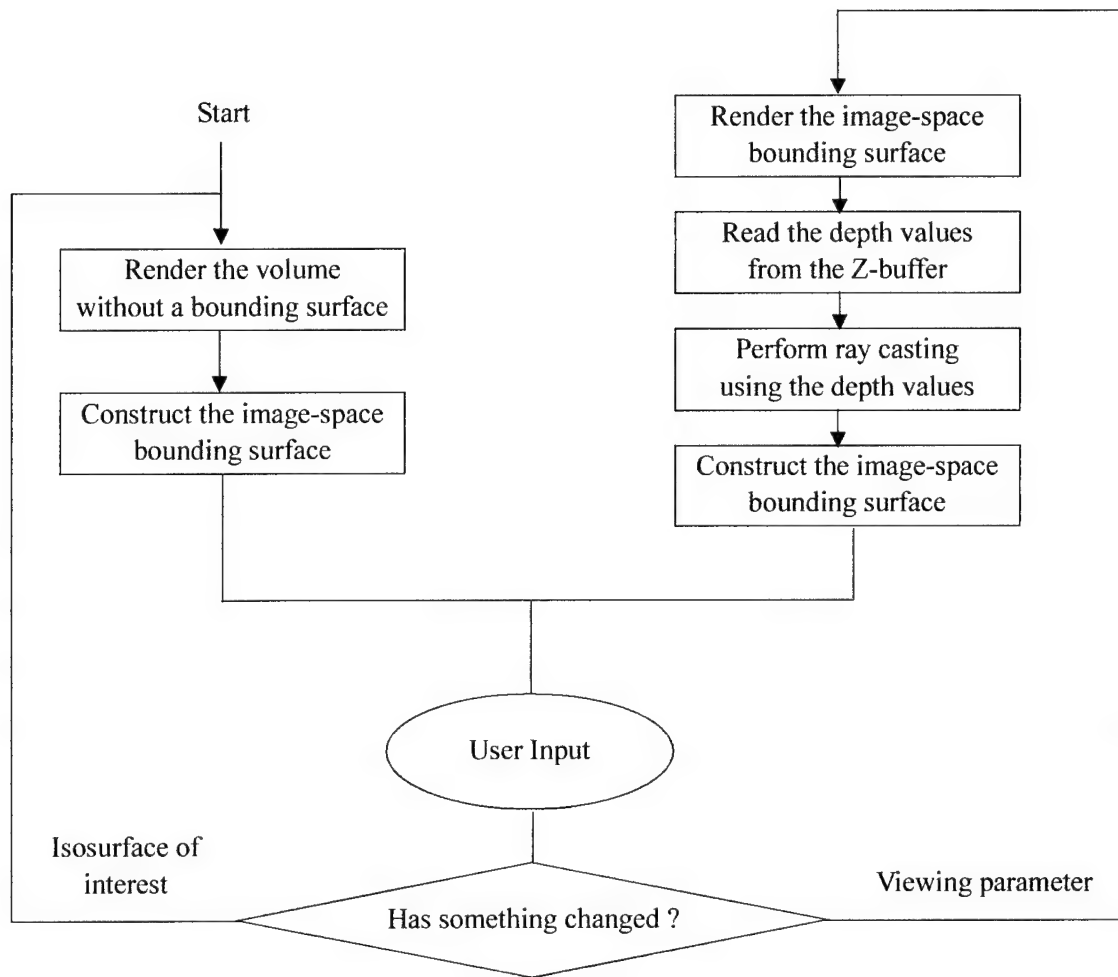 Start
Render the volume
without a bounding surface
Construct the image-space
bounding surface
Render the image-space
bounding surface
Read the depth values
from the Z-buffer
Perform ray casting
using the depth values
Construct the image-space
bounding surface
User Input
Isosurface of
interest
Has something changed ?
Viewing parameter